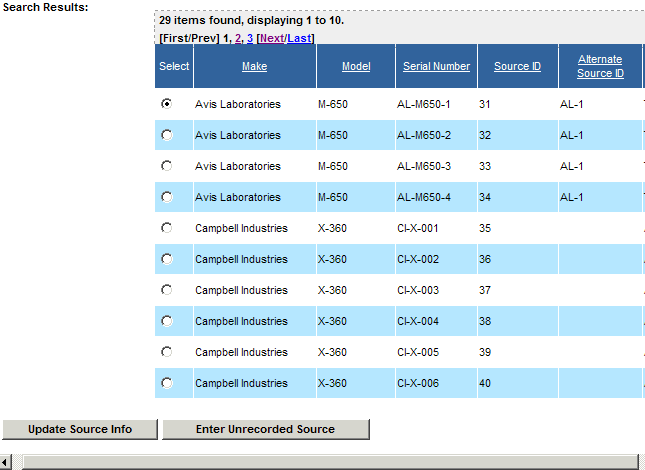 Search Results:
29 items found, displaying 1 to 10.
[First/Prev] 1, 2, 3 [Next/Last]
Select Make Model Serial Number Source ID Alternate Source ID
Avis Laboratories M-650 AL-M650-1 31 AL-1
Avis Laboratories M-650 AL-M650-2 32 AL-1
Avis Laboratories M-650 AL-M650-3 33 AL-1
Avis Laboratories M-650 AL-M650-4 34 AL-1
Campbell Industries X-360 CI-X-001 35
Campbell Industries X-360 CI-X-002 36
Campbell Industries X-360 CI-X-003 37
Campbell Industries X-360 CI-X-004 38
Campbell Industries X-360 CI-X-005 39
Campbell Industries X-360 CI-X-006 40
Update Source Info Enter Unrecorded Source